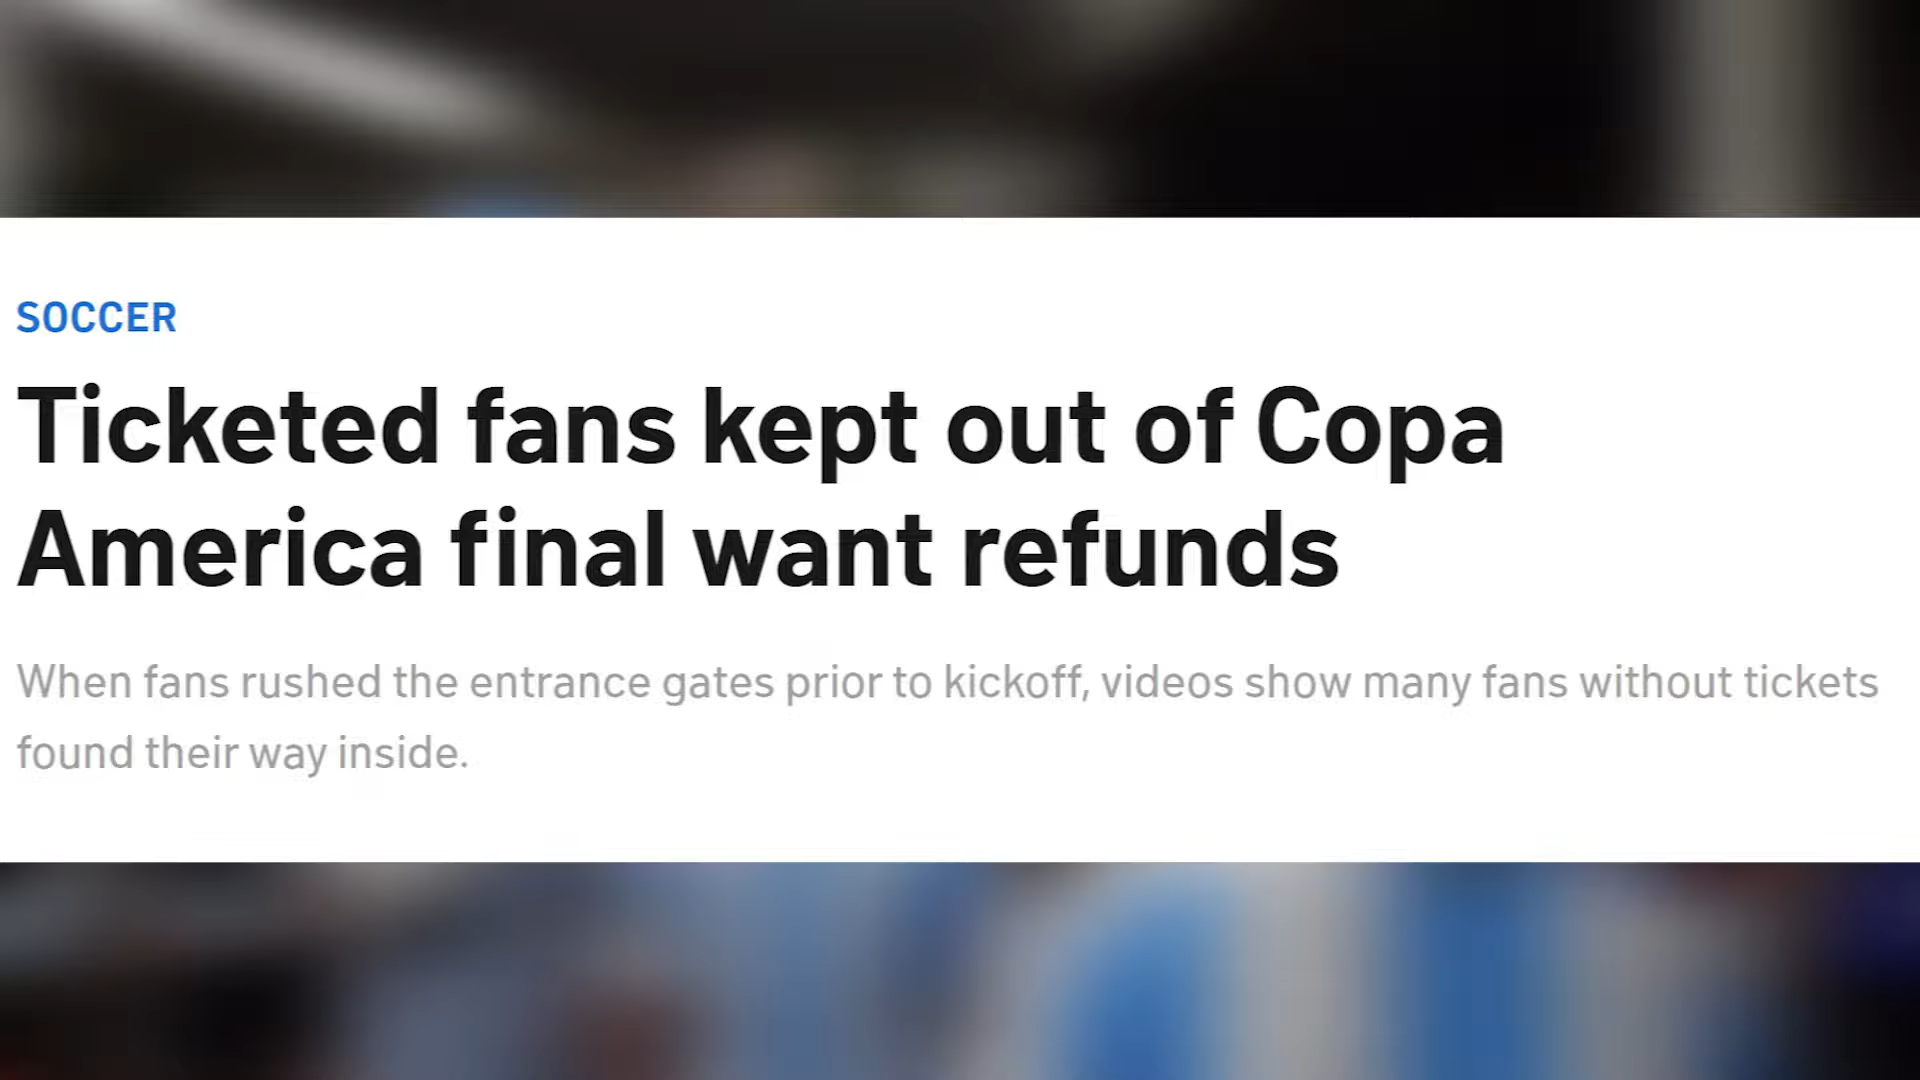 SOCCER
Ticketed fans kept out of Copa
America final want refunds
When fans rushed the entrance gates prior to kickoff, videos show many fans without tickets
found their way inside.